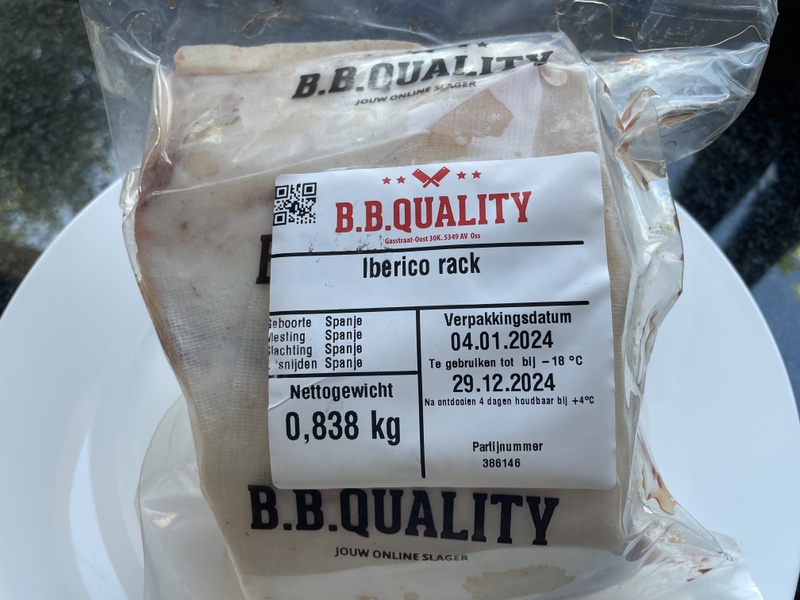 B.B.QUALITY
JOUW ONLINE SLAGER
B.B.QUALITY
Gasstraat-Oost 30K. 5349 AV Oss
Iberico rack
Geboorte Spanje
Mesting Spanje
Slachting Spanje
'snijden Spanje
Nettogewicht
0,838 kg
Verpakkingsdatum
04.01.2024
Te gebruiken tot bij -18 °C
29.12.2024
Na ontdooien 4 dagen houdbaar bij +4°C
Partijnummer
386146
B.B.QUALITY
JOUW ONLINE SLAGER